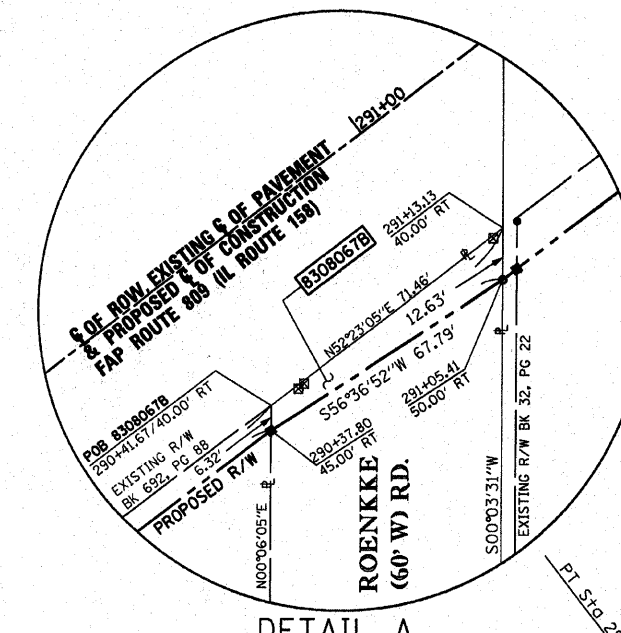 291+00
℄ OF ROW, EXISTING ℄ OF PAVEMENT
& PROPOSED ℄ OF CONSTRUCTION
FAP ROUTE 809 (IL ROUTE 158)
8308067B
291+13.13
40.00' RT
N52°23'05"E 71.46'
12.63'
S56°36'52"W 67.79'
291+05.41
50.00' RT
POB 8308067B
290+41.67/40.00' RT
EXISTING R/W
BK 692, PG 88
6.32'
PROPOSED R/W
290+37.80
45.00' RT
N00°06'05"E
ROENKKE
(60' W) RD.
S00°03'31"W
EXISTING R/W BK 32, PG 22
PT Sta
DETAIL A